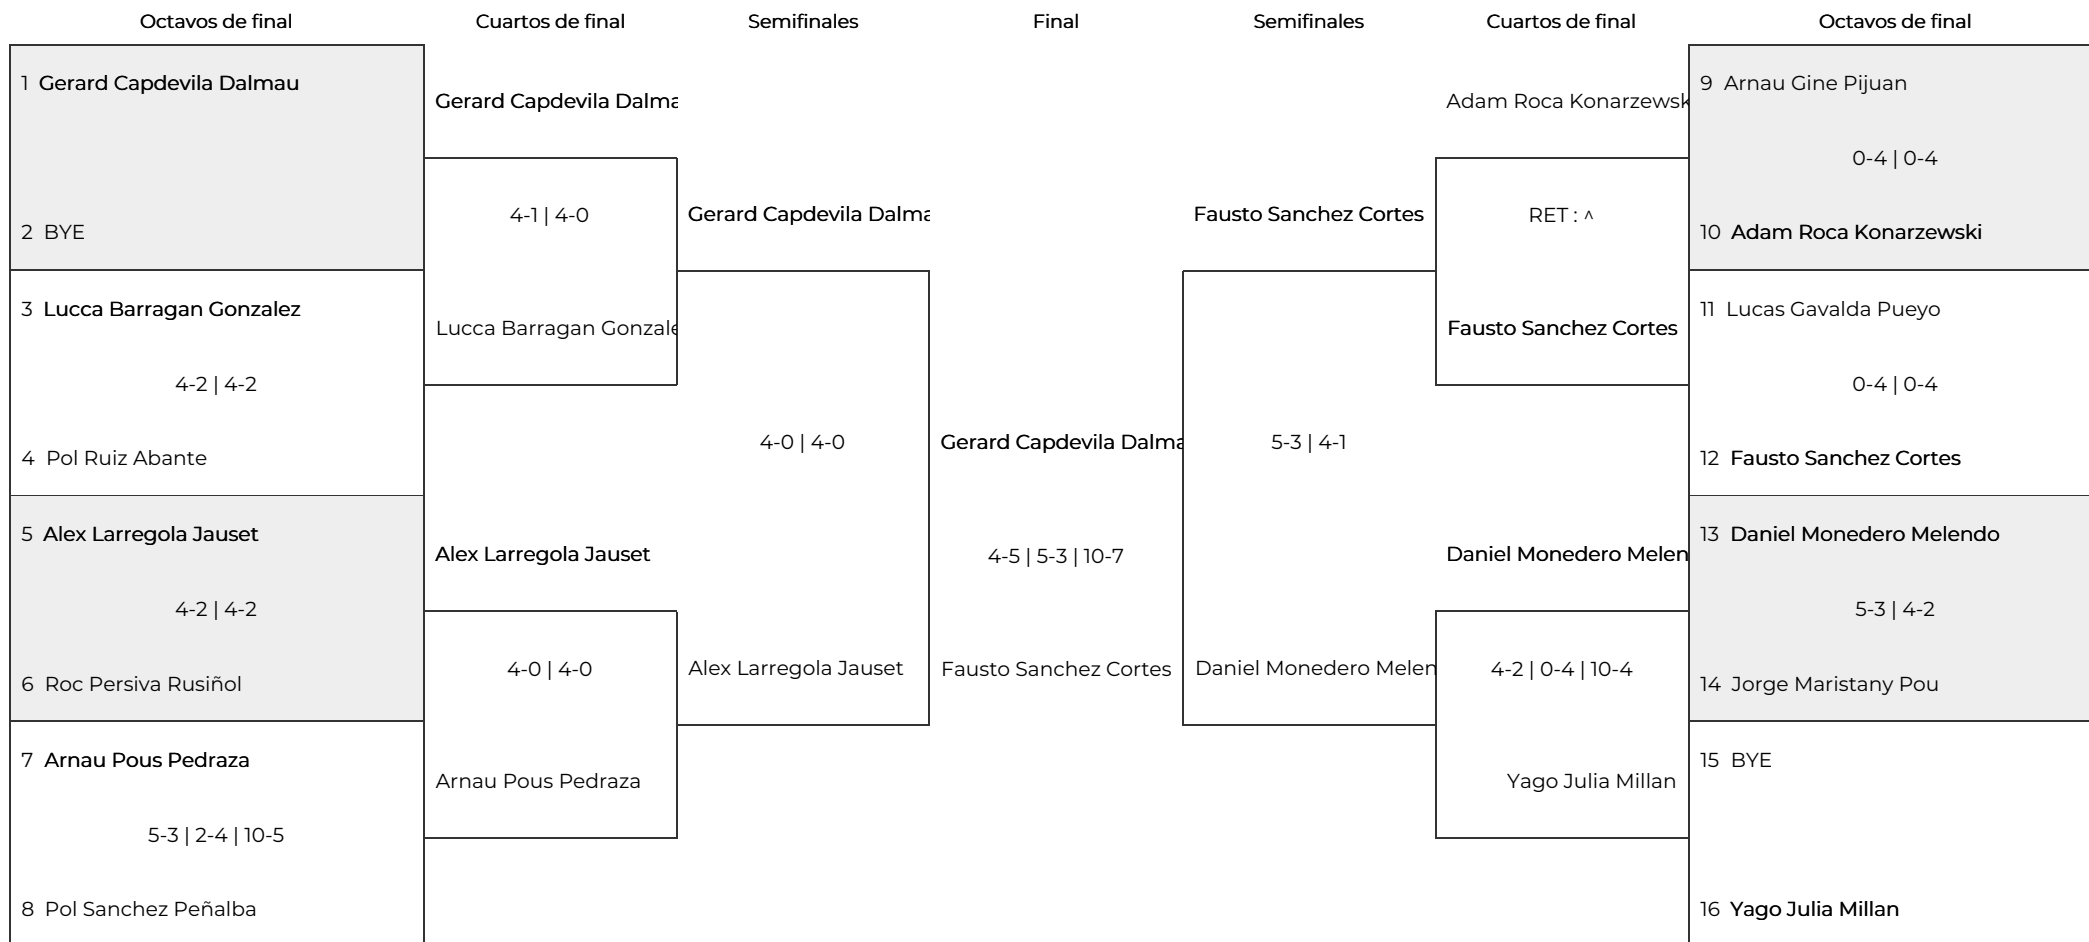 Octavos de final
Cuartos de final
Semifinales
Final
Semifinales
Cuartos de final
Octavos de final
1 Gerard Capdevila Dalmau
2 BYE
3 Lucca Barragan Gonzalez
4-2 | 4-2
4 Pol Ruiz Abante
5 Alex Larregola Jauset
4-2 | 4-2
6 Roc Persiva Rusiñol
7 Arnau Pous Pedraza
5-3 | 2-4 | 10-5
8 Pol Sanchez Peñalba
Gerard Capdevila Dalma
4-1 | 4-0
Lucca Barragan Gonzale
Alex Larregola Jauset
4-0 | 4-0
Arnau Pous Pedraza
Gerard Capdevila Dalma
4-0 | 4-0
Alex Larregola Jauset
Gerard Capdevila Dalma
4-5 | 5-3 | 10-7
Fausto Sanchez Cortes
Fausto Sanchez Cortes
5-3 | 4-1
Daniel Monedero Melen
Adam Roca Konarzewsk
RET : ^
Fausto Sanchez Cortes
Daniel Monedero Melen
4-2 | 0-4 | 10-4
Yago Julia Millan
9 Arnau Gine Pijuan
0-4 | 0-4
10 Adam Roca Konarzewski
11 Lucas Gavalda Pueyo
0-4 | 0-4
12 Fausto Sanchez Cortes
13 Daniel Monedero Melendo
5-3 | 4-2
14 Jorge Maristany Pou
15 BYE
16 Yago Julia Millan